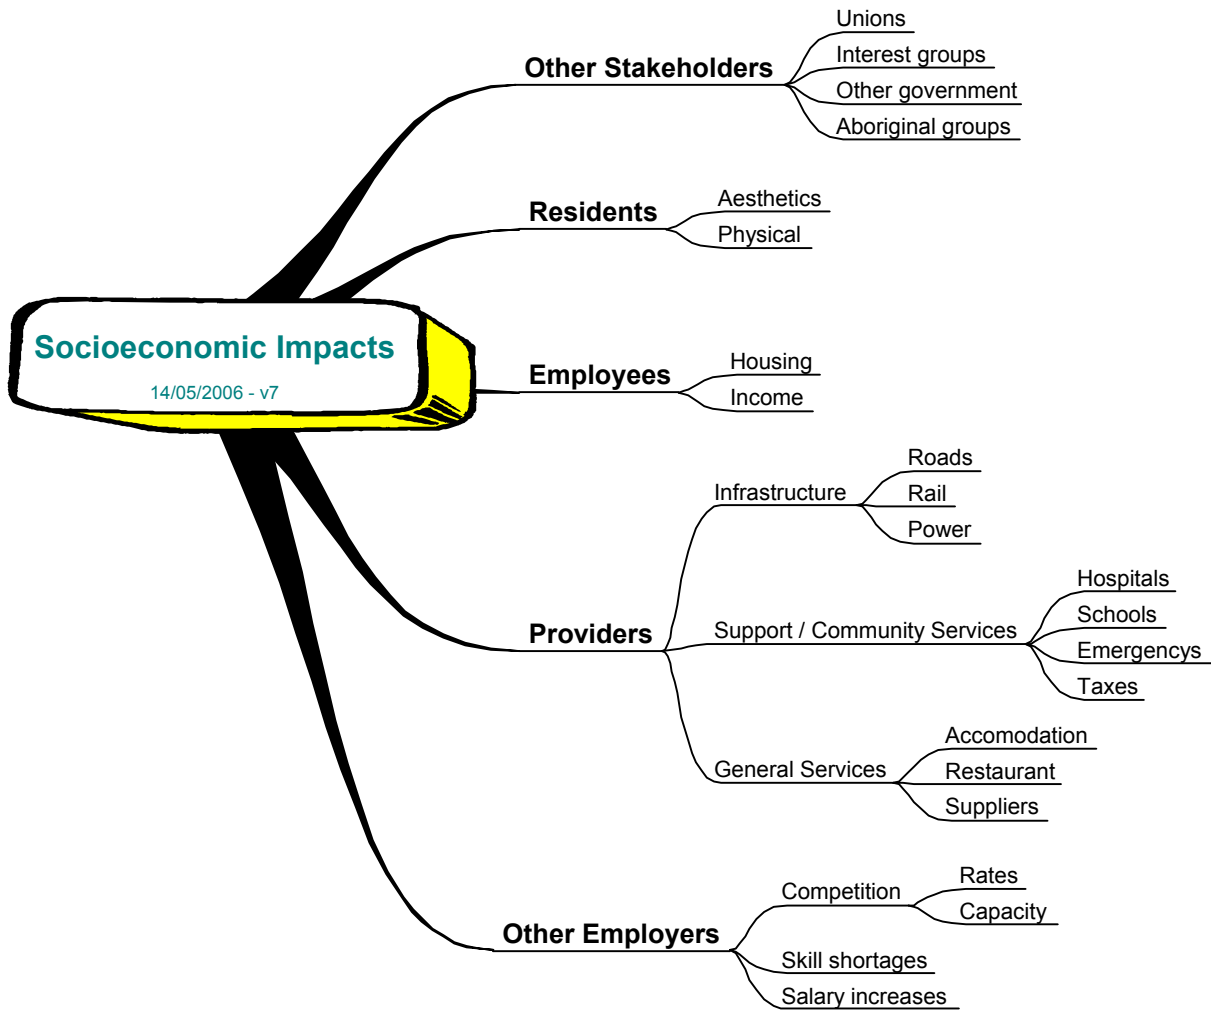 Unions
Other Stakeholders
Interest groups
Other government
Aboriginal groups
Residents
Aesthetics
Physical
Socioeconomic Impacts
14/05/2006 - v7
Employees
Housing
Income
Providers
Infrastructure
Roads
Rail
Power
Support / Community Services
Hospitals
Schools
Emergencys
Taxes
General Services
Accomodation
Restaurant
Suppliers
Other Employers
Competition
Rates
Capacity
Skill shortages
Salary increases